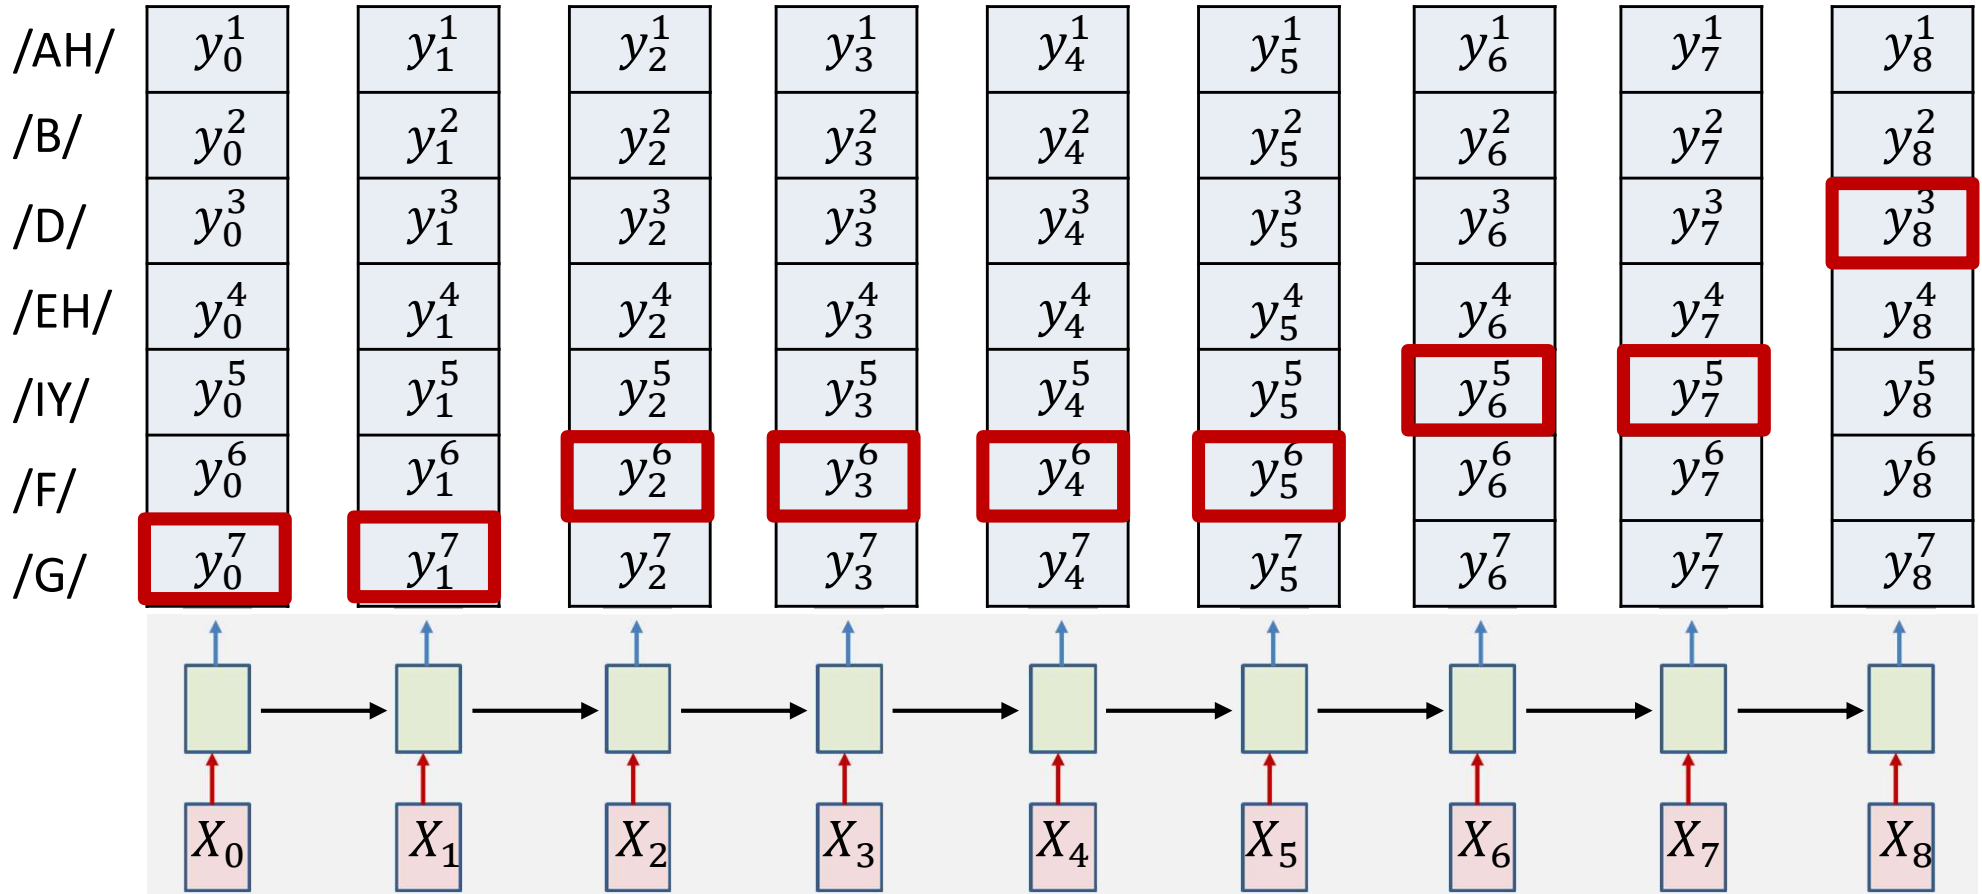 /AH/ y_0^1 y_1^1 y_2^1 y_3^1 y_4^1 y_5^1 y_6^1 y_7^1 y_8^1
/B/ y_0^2 y_1^2 y_2^2 y_3^2 y_4^2 y_5^2 y_6^2 y_7^2 y_8^2
/D/ y_0^3 y_1^3 y_2^3 y_3^3 y_4^3 y_5^3 y_6^3 y_7^3 y_8^3
/EH/ y_0^4 y_1^4 y_2^4 y_3^4 y_4^4 y_5^4 y_6^4 y_7^4 y_8^4
/IY/ y_0^5 y_1^5 y_2^5 y_3^5 y_4^5 y_5^5 y_6^5 y_7^5 y_8^5
/F/ y_0^6 y_1^6 y_2^6 y_3^6 y_4^6 y_5^6 y_6^6 y_7^6 y_8^6
/G/ y_0^7 y_1^7 y_2^7 y_3^7 y_4^7 y_5^7 y_6^7 y_7^7 y_8^7
X_0 X_1 X_2 X_3 X_4 X_5 X_6 X_7 X_8